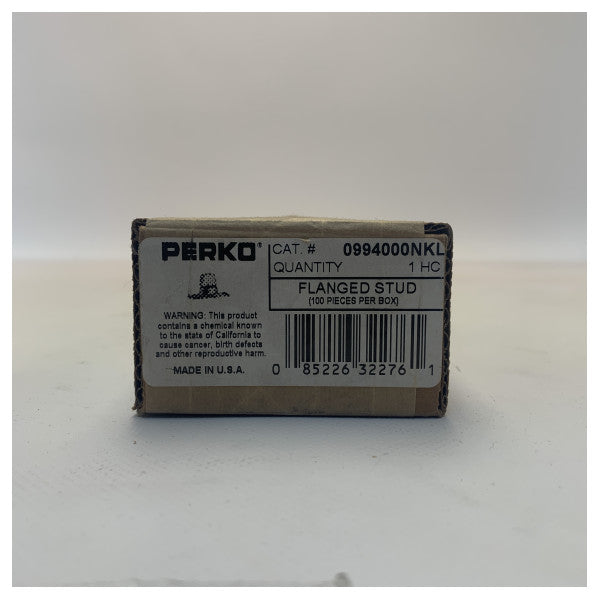 PERKO®
CAT. # 0994000NKL
QUANTITY 1 HC
FLANGED STUD
(100 PIECES PER BOX)
WARNING: This product
contains a chemical known
to the state of California to
cause cancer, birth defects
and other reproductive harm.
MADE IN U.S.A.
0 85226 32276 1